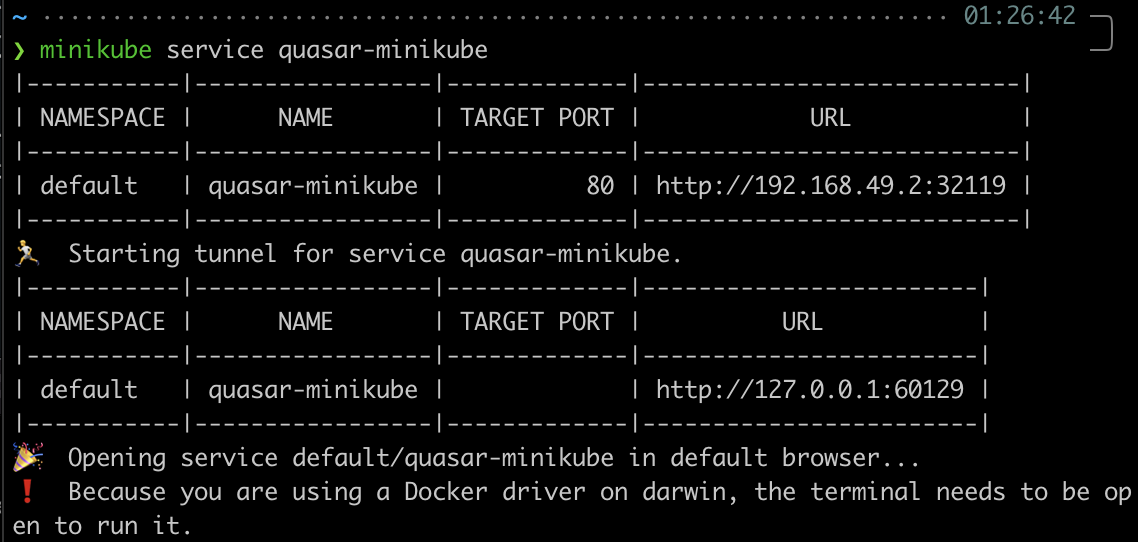 ~ ································································· 01:26:42
❯ minikube service quasar-minikube
|-----------|-----------------|-------------|---------------------------|
| NAMESPACE |      NAME       | TARGET PORT |            URL            |
|-----------|-----------------|-------------|---------------------------|
| default   | quasar-minikube |          80 | http://192.168.49.2:32119 |
|-----------|-----------------|-------------|---------------------------|
🏃  Starting tunnel for service quasar-minikube.
|-----------|-----------------|-------------|------------------------|
| NAMESPACE |      NAME       | TARGET PORT |          URL           |
|-----------|-----------------|-------------|------------------------|
| default   | quasar-minikube |             | http://127.0.0.1:60129 |
|-----------|-----------------|-------------|------------------------|
🎉  Opening service default/quasar-minikube in default browser...
❗  Because you are using a Docker driver on darwin, the terminal needs to be op
en to run it.